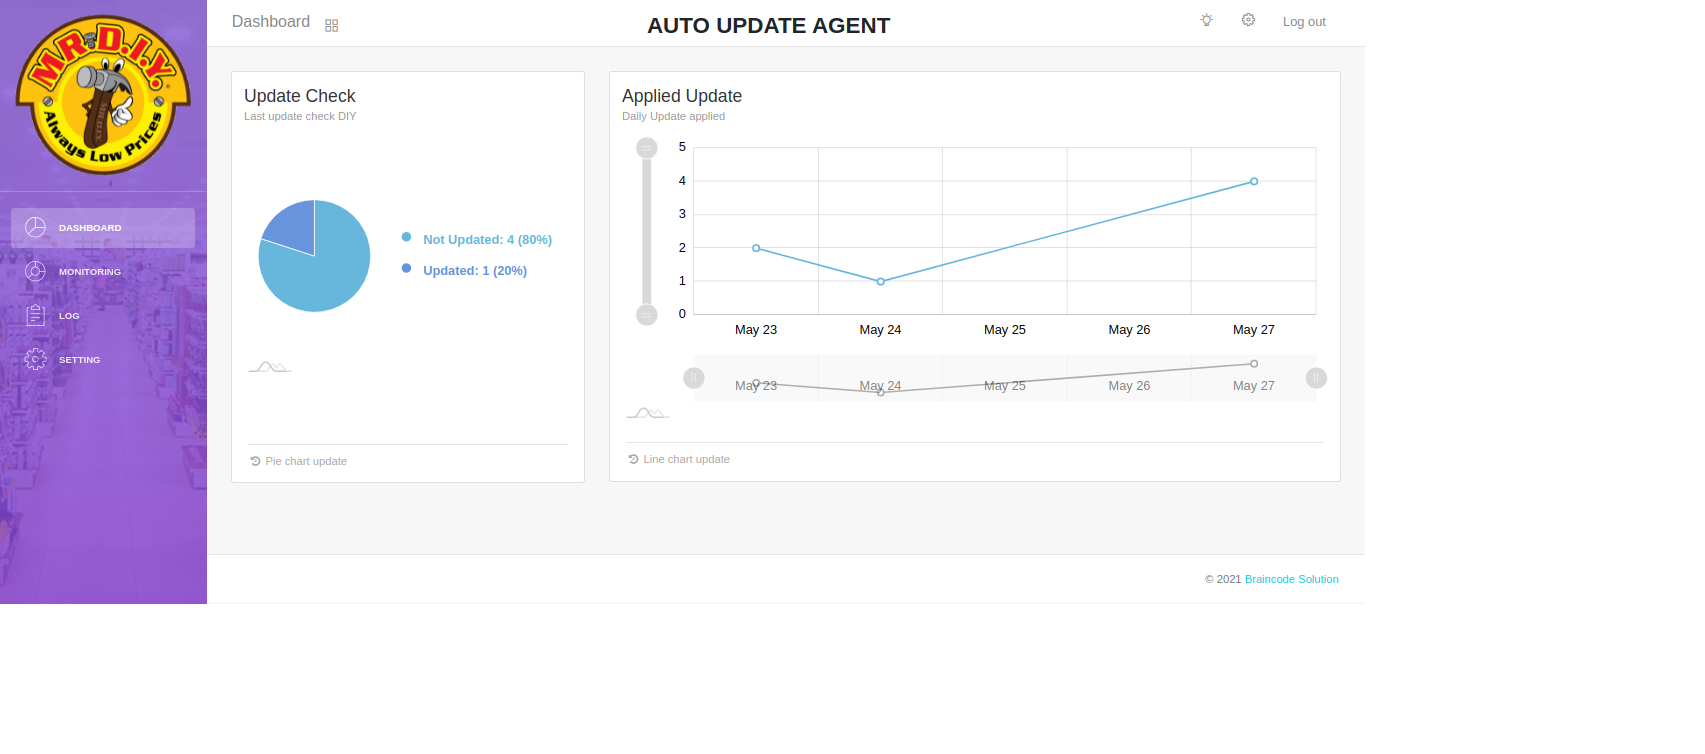 MR. D.I.Y.
Always Low Prices
DASHBOARD
MONITORING
LOG
SETTING
Dashboard
AUTO UPDATE AGENT
Log out
Update Check
Last update check DIY
Not Updated: 4 (80%)
Updated: 1 (20%)
Pie chart update
Applied Update
Daily Update applied
5
4
3
2
1
0
May 23 May 24 May 25 May 26 May 27
May 23 May 24 May 25 May 26 May 27
Line chart update
© 2021 Braincode Solution